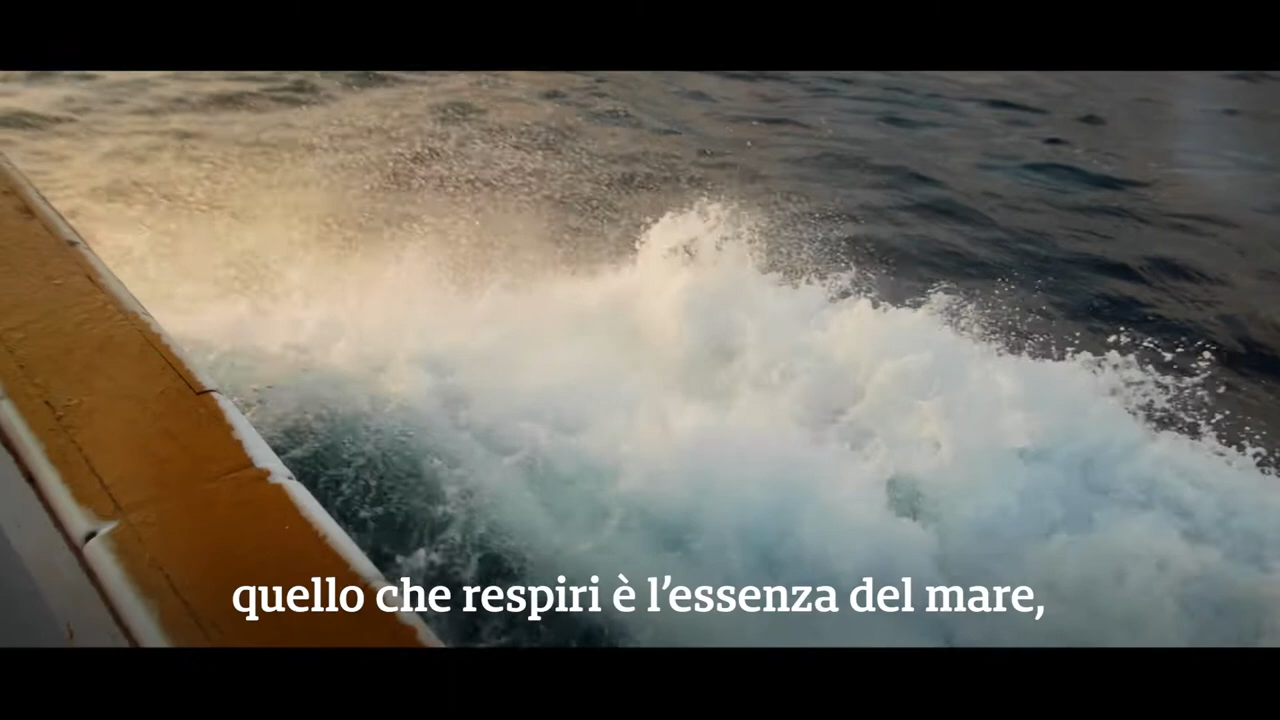 quello che respiri è l’essenza del mare,